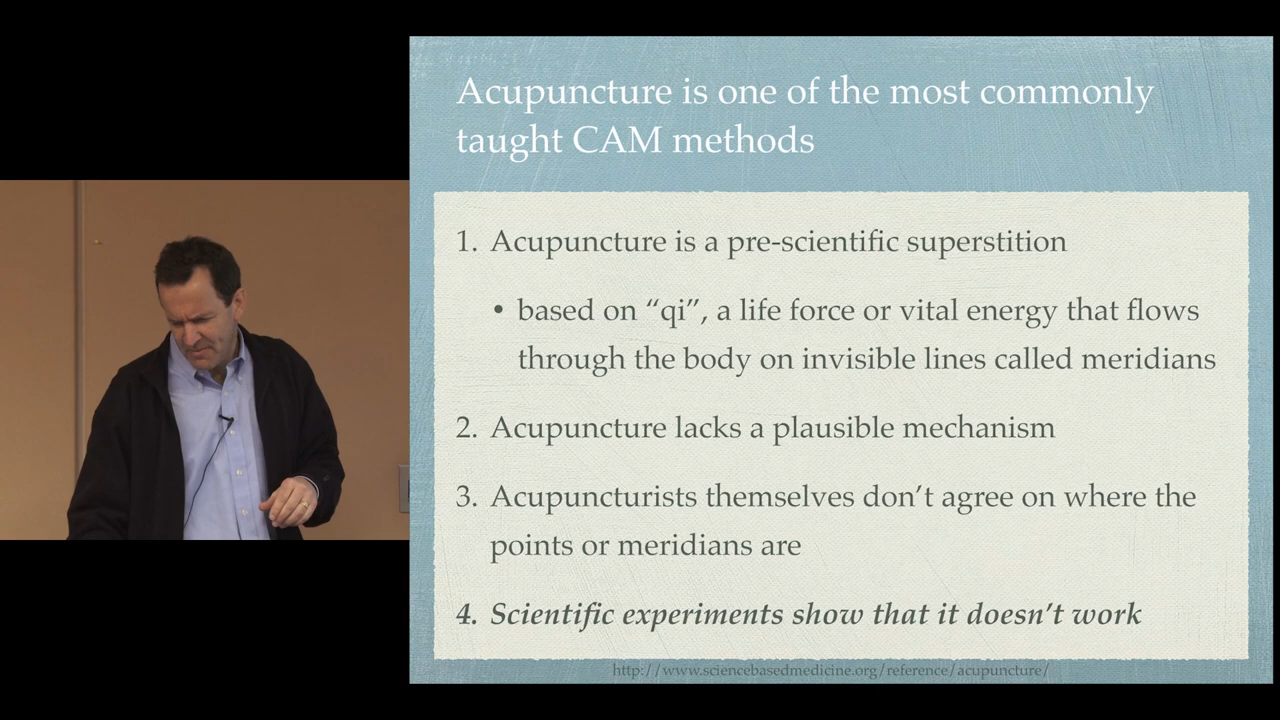 Acupuncture is one of the most commonly
taught CAM methods
1. Acupuncture is a pre-scientific superstition
• based on “qi”, a life force or vital energy that flows
through the body on invisible lines called meridians
2. Acupuncture lacks a plausible mechanism
3. Acupuncturists themselves don’t agree on where the
points or meridians are
4. Scientific experiments show that it doesn’t work
http://www.sciencebasedmedicine.org/reference/acupuncture/